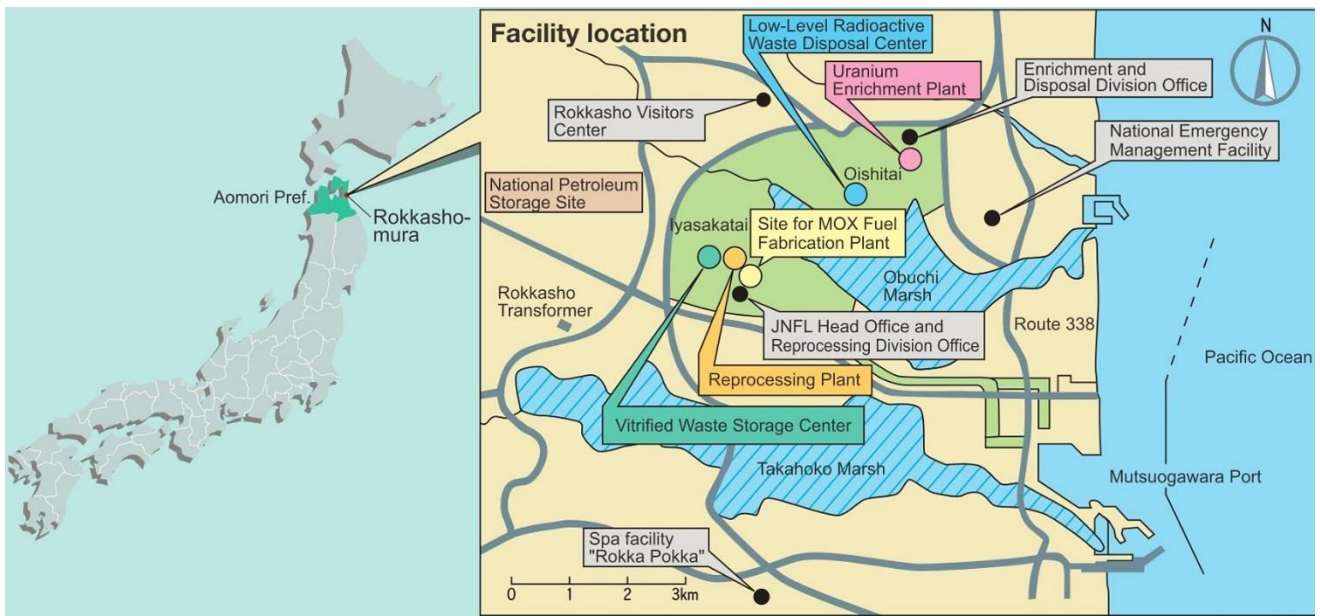 Aomori Pref.
Rokkasho-
mura
Facility location
Low-Level Radioactive
Waste Disposal Center
Uranium
Enrichment Plant
Enrichment and
Disposal Division Office
N
Rokkasho Visitors
Center
National Emergency
Management Facility
Oishitai
National Petroleum
Storage Site
Iyasakatai
Site for MOX Fuel
Fabrication Plant
Obuchi
Marsh
Rokkasho
Transformer
JNFL Head Office and
Reprocessing Division Office
Route 338
Pacific Ocean
Reprocessing Plant
Vitrified Waste Storage Center
Takahoko Marsh
Mutsuogawara Port
Spa facility
"Rokka Pokka"
0 1 2 3km